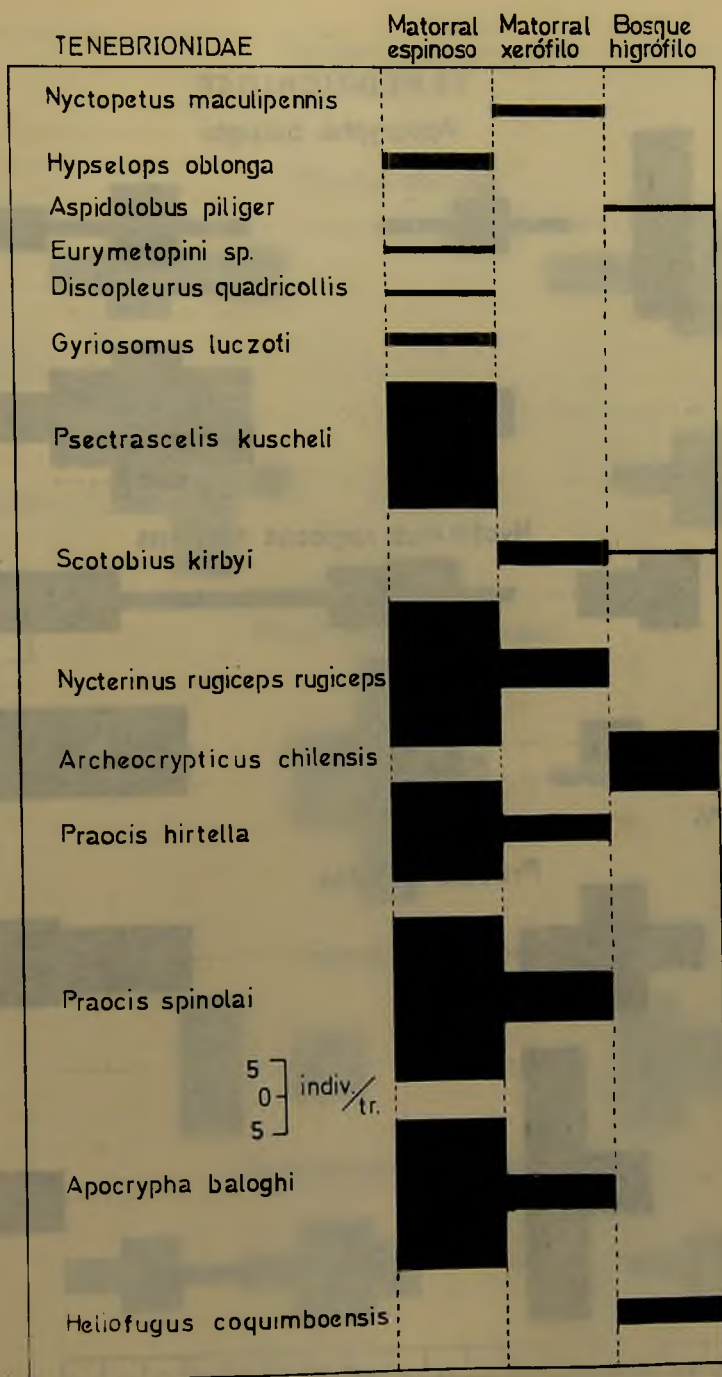 TENEBRIONIDAE
Matorral espinoso
Matorral xerófilo
Bosque higrófilo
Nyctopetus maculipennis
Hypselops oblonga
Aspidolobus piliger
Eurymetopini sp.
Discopleurus quadricollis
Gyriosomus luczoti
Psectrascelis kuscheli
Scotobius kirbyi
Nycterinus rugiceps rugiceps
Archeocrypticus chilensis
Praocis hirtella
Praocis spinolai
5
0 indiv./tr.
5
Apocrypha baloghi
Heliofugus coquimboensis